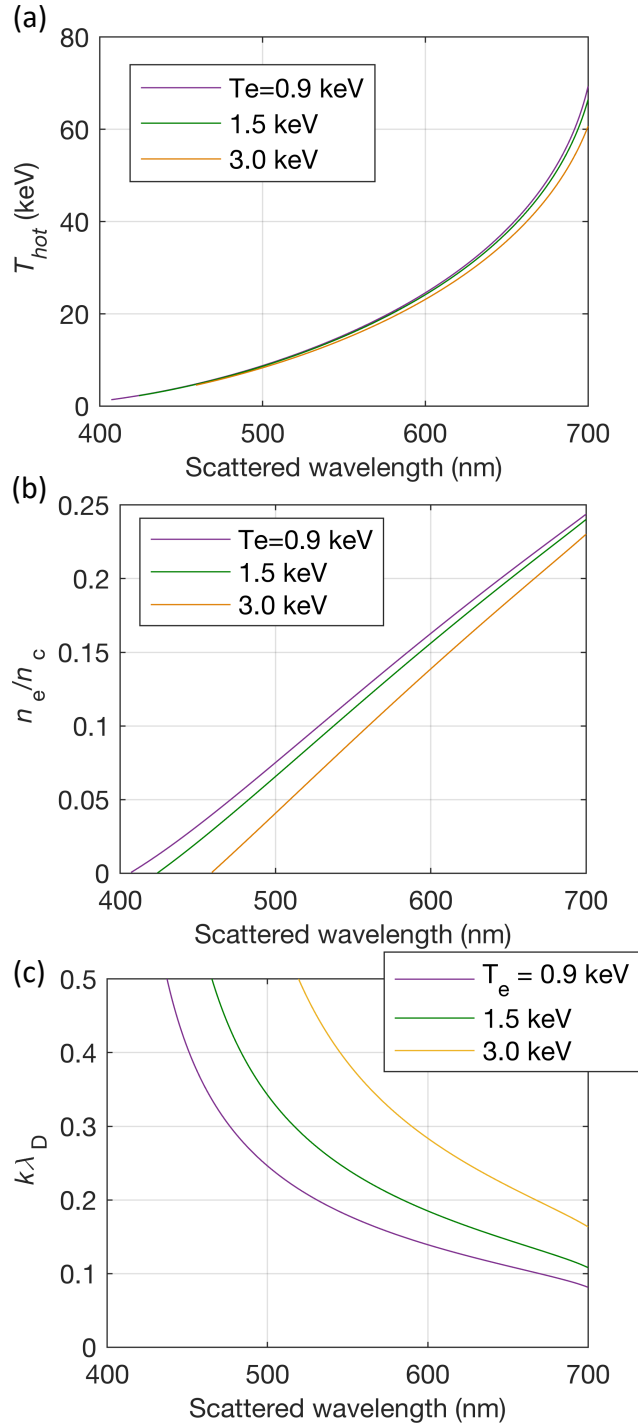 (a)
80
60
40
20
0
T_hot (keV)
Te=0.9 keV
1.5 keV
3.0 keV
400 500 600 700
Scattered wavelength (nm)
(b)
0.25
0.2
0.15
0.1
0.05
0
n_e/n_c
Te=0.9 keV
1.5 keV
3.0 keV
400 500 600 700
Scattered wavelength (nm)
(c)
0.5
0.4
0.3
0.2
0.1
0
kλ_D
T_e = 0.9 keV
1.5 keV
3.0 keV
400 500 600 700
Scattered wavelength (nm)